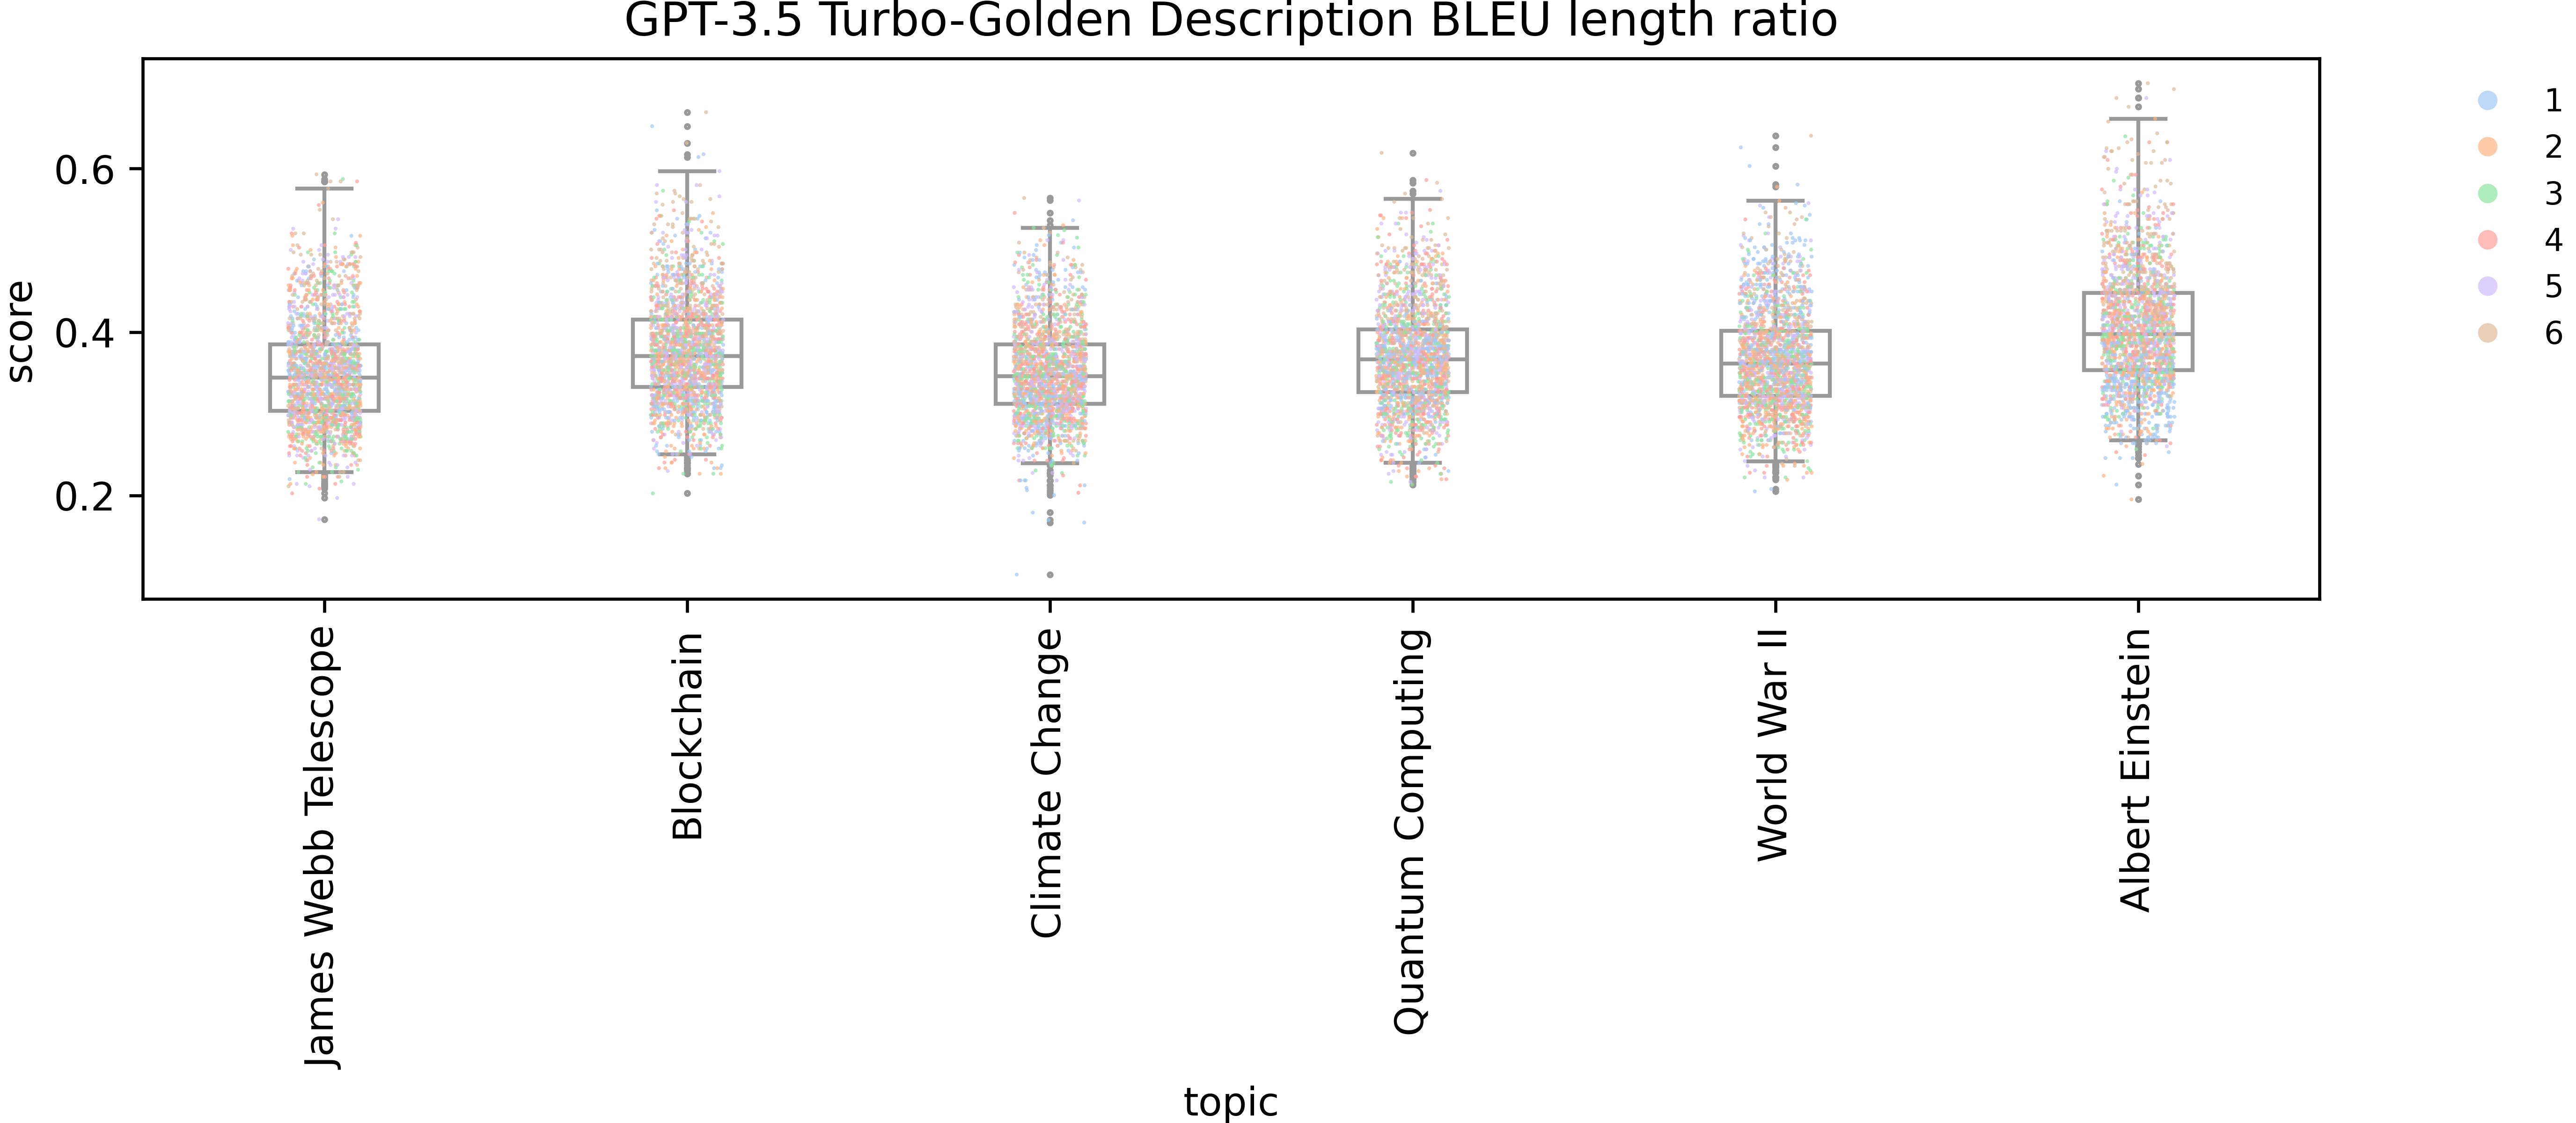 GPT-3.5 Turbo-Golden Description BLEU length ratio
score
0.6
0.4
0.2
1
2
3
4
5
6
James Webb Telescope
Blockchain
Climate Change
Quantum Computing
World War II
Albert Einstein
topic